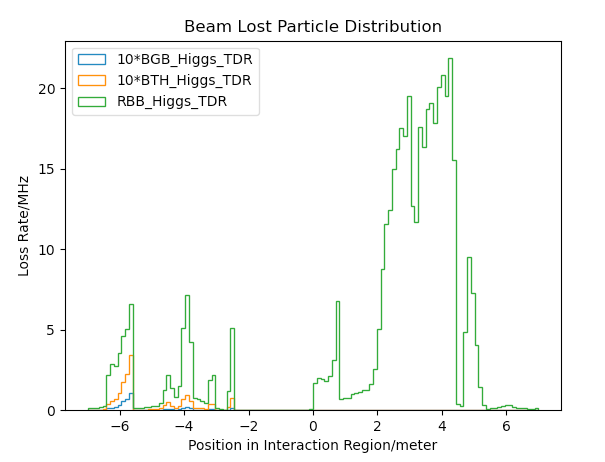 Beam Lost Particle Distribution
10*BGB_Higgs_TDR
10*BTH_Higgs_TDR
RBB_Higgs_TDR
Loss Rate/MHz
20
15
10
5
0
−6 −4 −2 0 2 4 6
Position in Interaction Region/meter